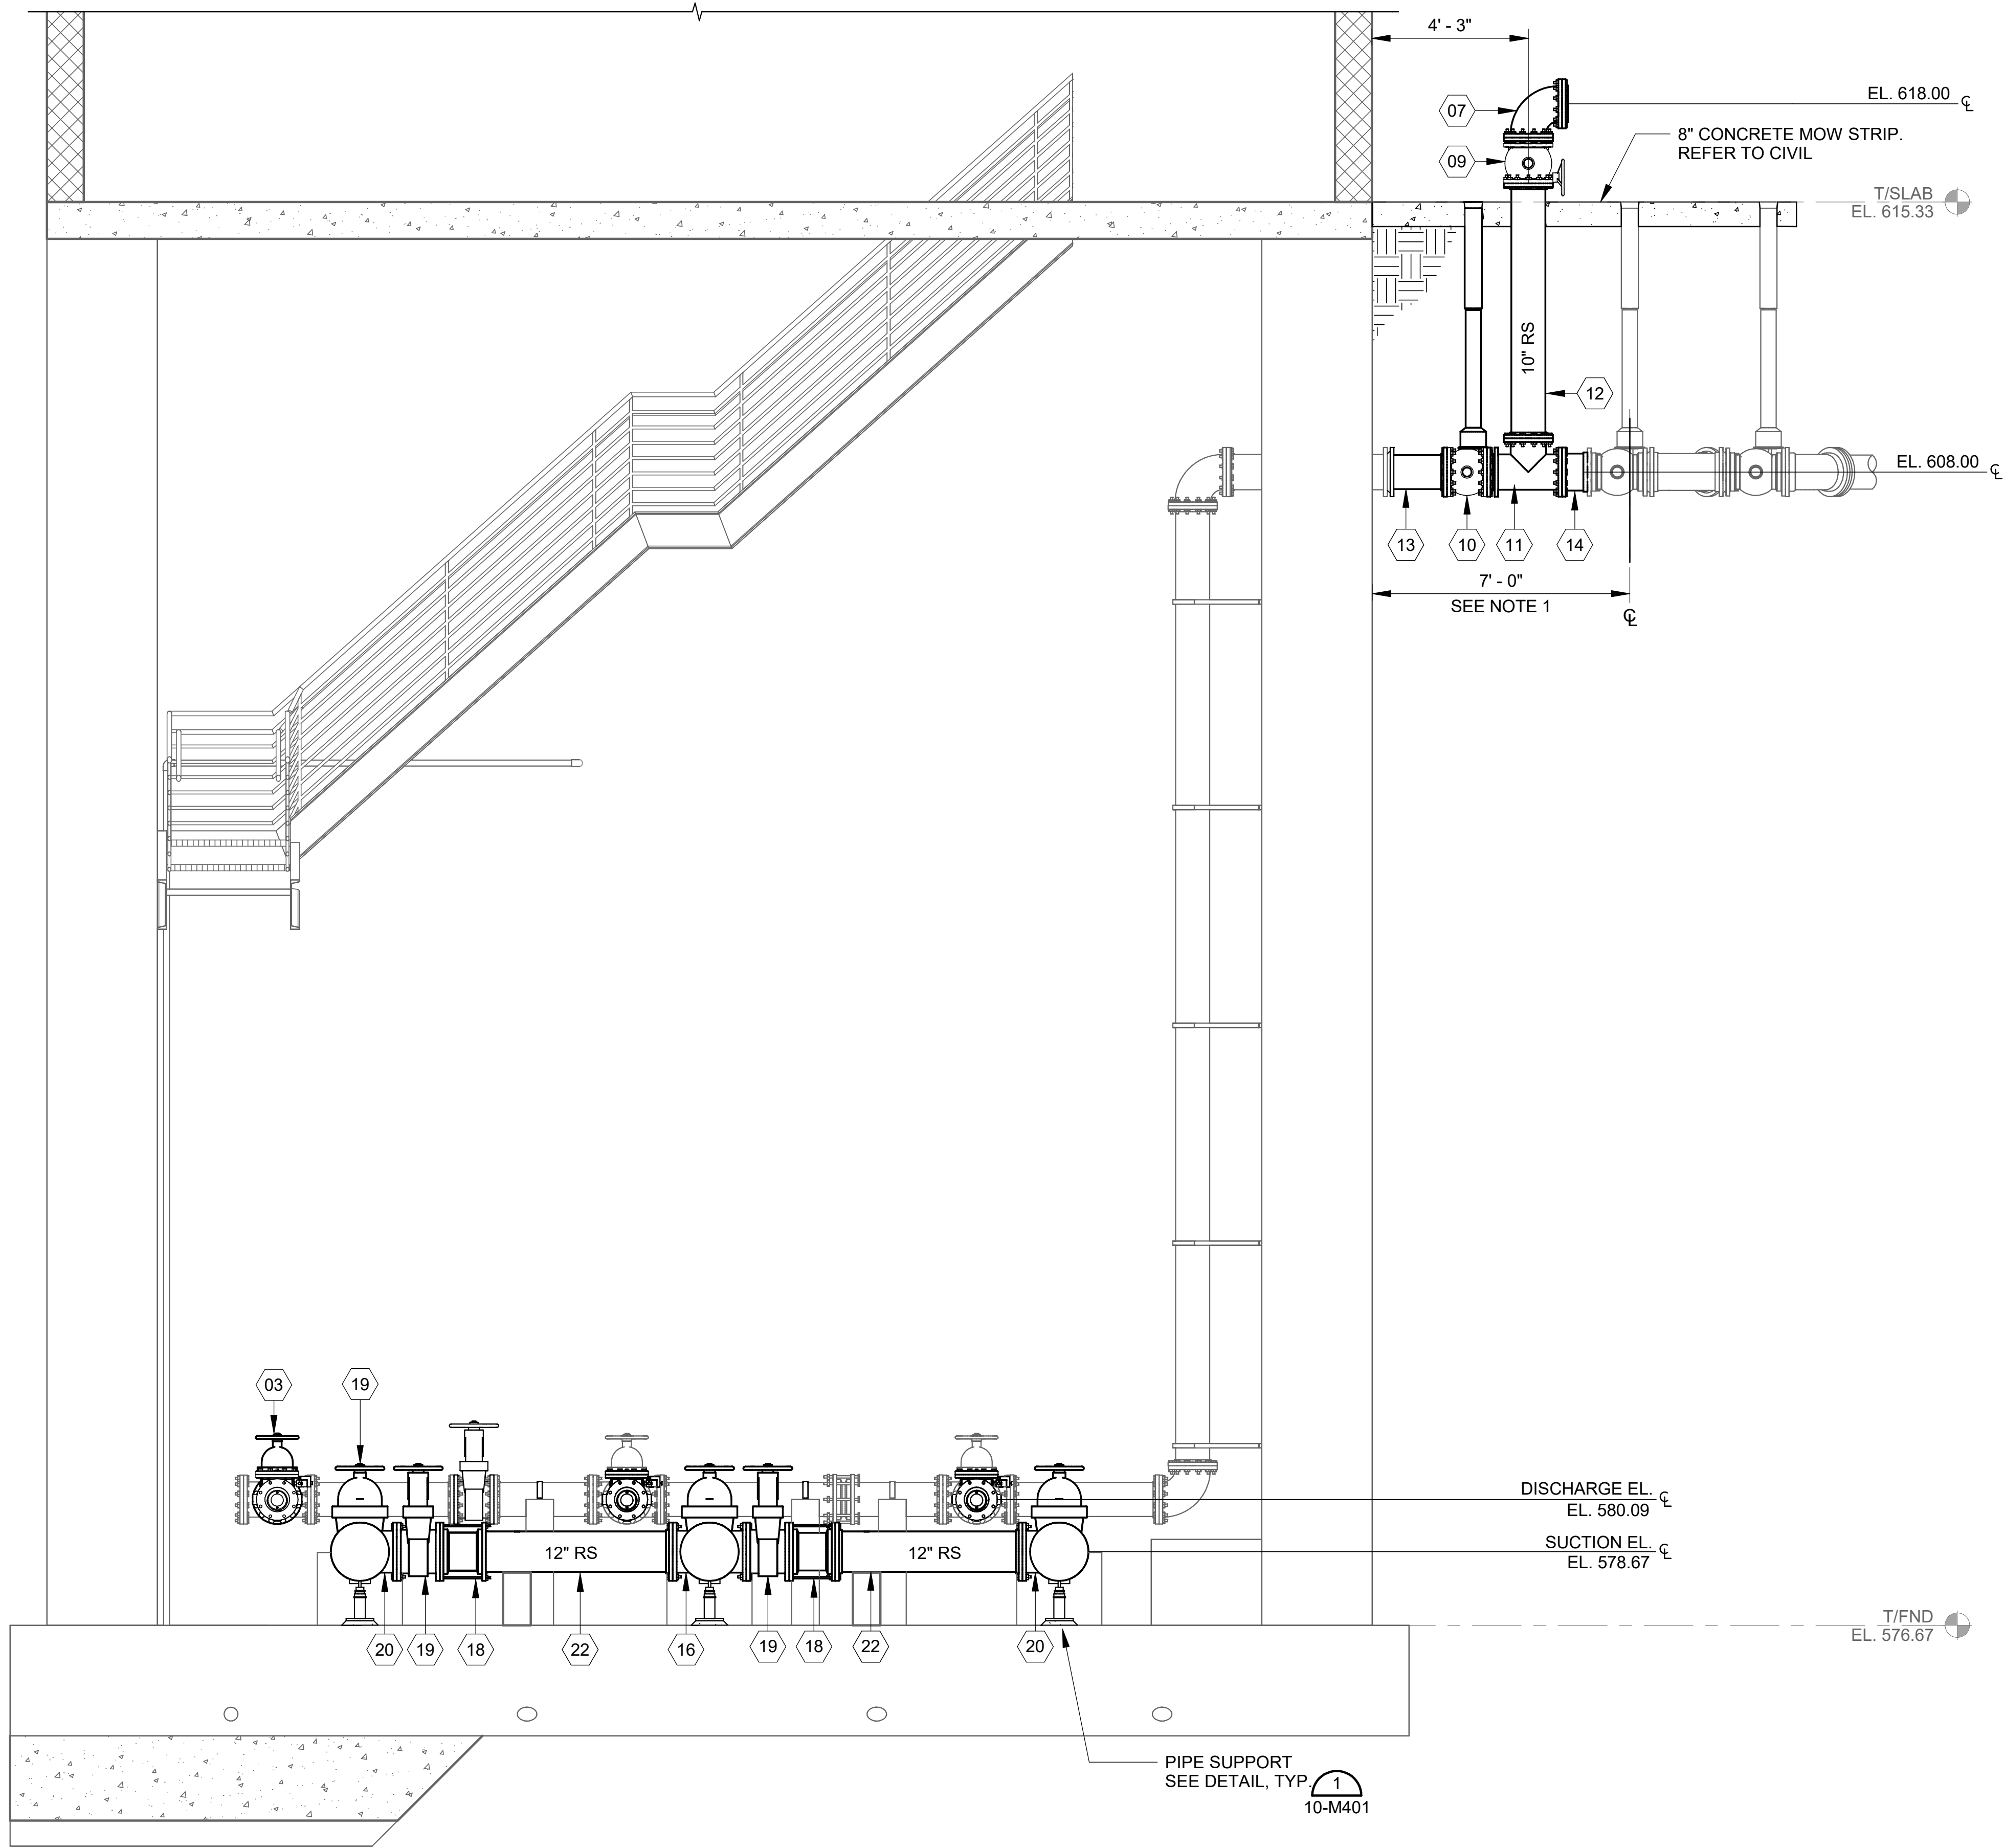 4' - 3"
EL. 618.00 ℄
07
8" CONCRETE MOW STRIP.
REFER TO CIVIL
09
T/SLAB
EL. 615.33
10" RS
12
EL. 608.00 ℄
13
10
11
14
7' - 0"
SEE NOTE 1
℄
03
19
DISCHARGE EL. ℄
EL. 580.09
12" RS
12" RS
SUCTION EL. ℄
EL. 578.67
T/FND
EL. 576.67
20
19
18
22
16
19
18
22
20
PIPE SUPPORT
SEE DETAIL, TYP.
1
10-M401